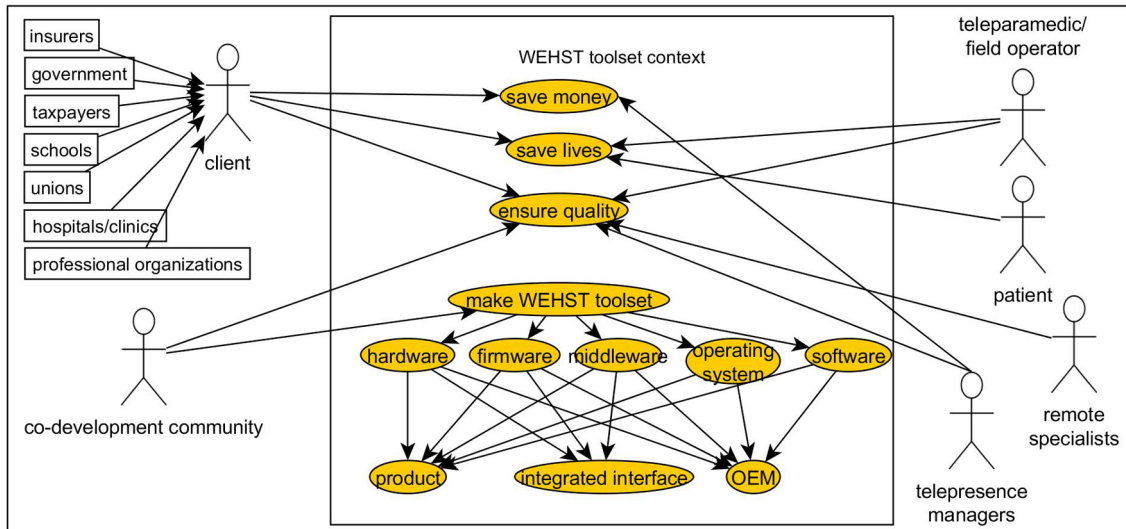 insurers
government
taxpayers
schools
unions
hospitals/clinics
professional organizations
client
co-development community
WEHST toolset context
save money
save lives
ensure quality
make WEHST toolset
hardware
firmware
middleware
operating
system
software
product
integrated interface
OEM
teleparamedic/
field operator
patient
remote
specialists
telepresence
managers